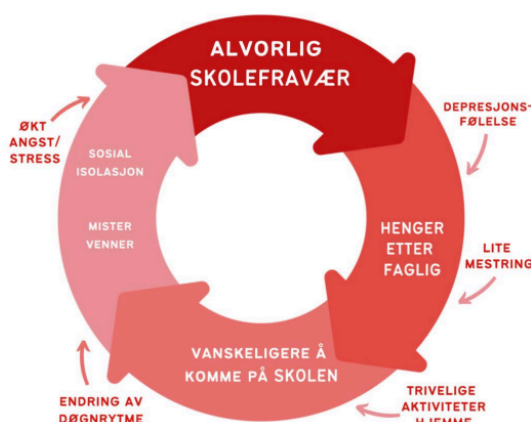 ALVORLIG
SKOLEFRAVÆR
DEPRESJONS-
FØLELSE
HENGER
ETTER
FAGLIG
LITE
MESTRING
TRIVELIGE
AKTIVITETER
HJEMME
VANSKELIGERE Å
KOMME PÅ SKOLEN
ENDRING AV
DØGNRYTME
MISTER
VENNER
SOSIAL
ISOLASJON
ØKT
ANGST/
STRESS